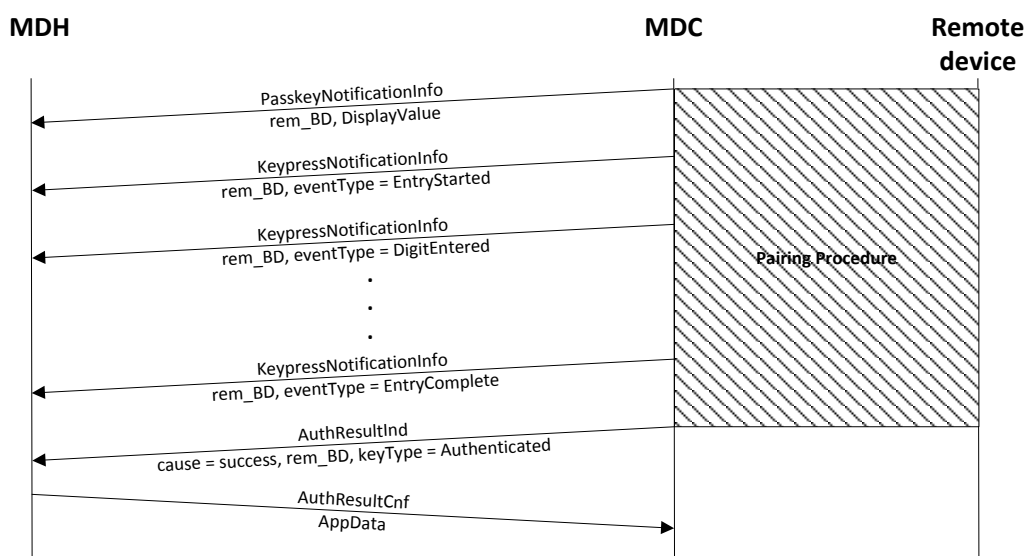 MDH
MDC
Remote
device
PasskeyNotificationInfo
rem_BD, DisplayValue
KeypressNotificationInfo
rem_BD, eventType = EntryStarted
KeypressNotificationInfo
rem_BD, eventType = DigitEntered
Pairing Procedure
.
.
.
KeypressNotificationInfo
rem_BD, eventType = EntryComplete
AuthResultInd
cause = success, rem_BD, keyType = Authenticated
AuthResultCnf
AppData